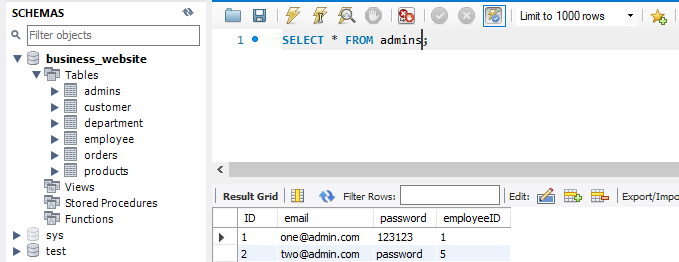 SCHEMAS
Filter objects
business_website
Tables
admins
customer
department
employee
orders
products
Views
Stored Procedures
Functions
sys
test
Limit to 1000 rows
1 SELECT * FROM admins;
Result Grid Filter Rows: Edit: Export/Impo
ID email password employeeID
1 one@admin.com 123123 1
2 two@admin.com password 5